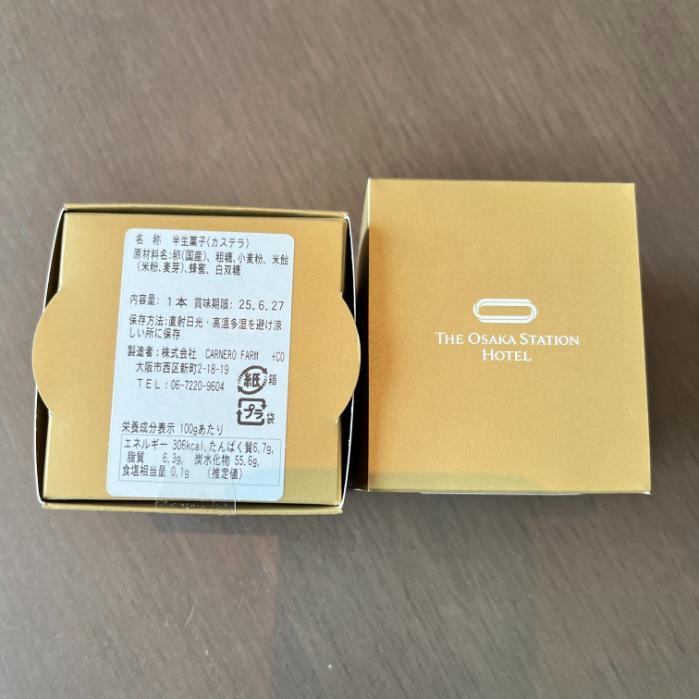 名 称 半生菓子(カステラ)
原材料名:卵(国産)、粗糖、小麦粉、米飴
(米粉、麦芽)、蜂蜜、白双糖
内容量: 1本 賞味期限: 25.6.27
保存方法:直射日光・高温多湿を避け涼
しい所に保存
製造者:株式会社 CARNERO FARM +CO
大阪市西区新町2-18-19
TEL:06-7220-9604
紙 箱
プラ 袋
栄養成分表示 100gあたり
エネルギー 306kcal、たんぱく質6.7g、
脂質 6.3g、 炭水化物 55.6g、
食塩相当量 0.1g (推定値)
THE OSAKA STATION
HOTEL